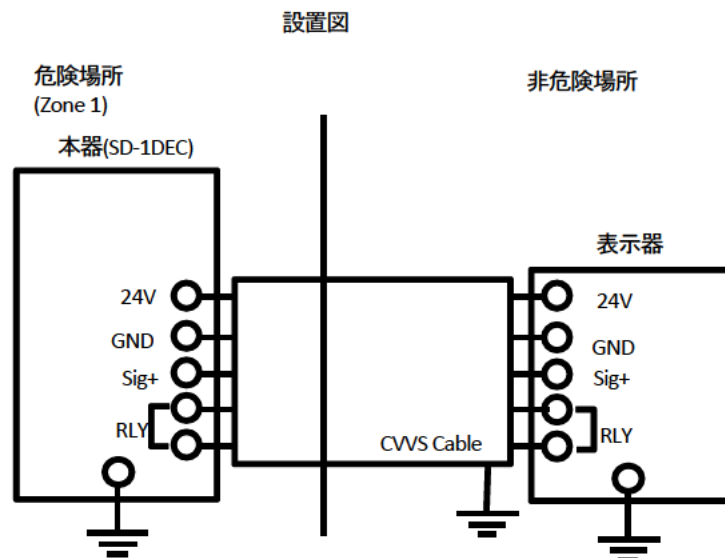 設置図
危険場所
(Zone 1)
非危険場所
本器(SD-1DEC)
表示器
24V
GND
Sig+
RLY
CVVS Cable
24V
GND
Sig+
RLY